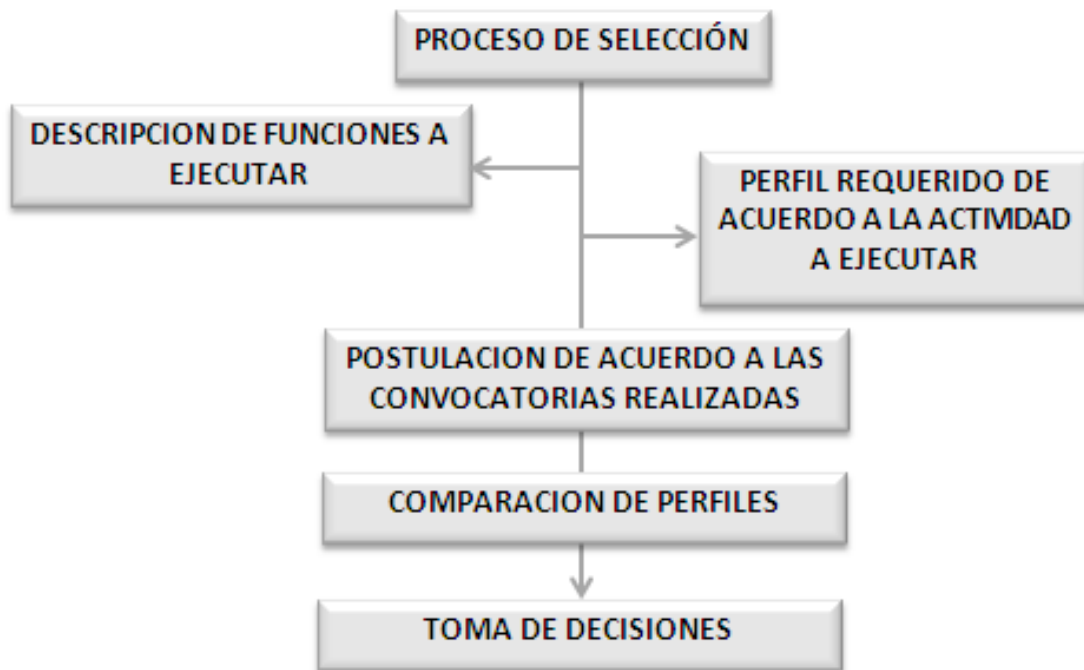 PROCESO DE SELECCIÓN
DESCRIPCION DE FUNCIONES A
EJECUTAR
PERFIL REQUERIDO DE
ACUERDO A LA ACTIVIDAD
A EJECUTAR
POSTULACION DE ACUERDO A LAS
CONVOCATORIAS REALIZADAS
COMPARACION DE PERFILES
TOMA DE DECISIONES